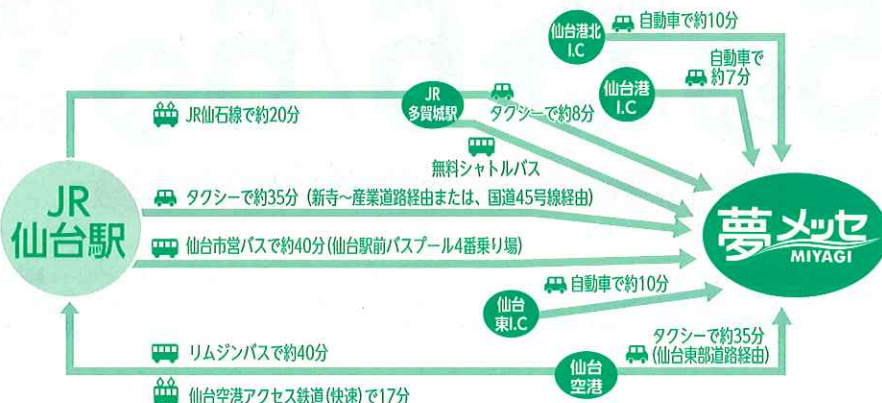 仙台港北
I.C
自動車で約10分
仙台港
I.C
自動車で
約7分
JR仙石線で約20分
JR
多賀城駅
タクシーで約8分
無料シャトルバス
JR
仙台駅
タクシーで約35分（新寺〜産業道路経由または、国道45号線経由）
仙台市営バスで約40分(仙台駅前バスプール4番乗り場)
夢メッセ
MIYAGI
仙台
東I.C
自動車で約10分
リムジンバスで約40分
仙台空港アクセス鉄道(快速)で17分
仙台
空港
タクシーで約35分
(仙台東部道路経由)